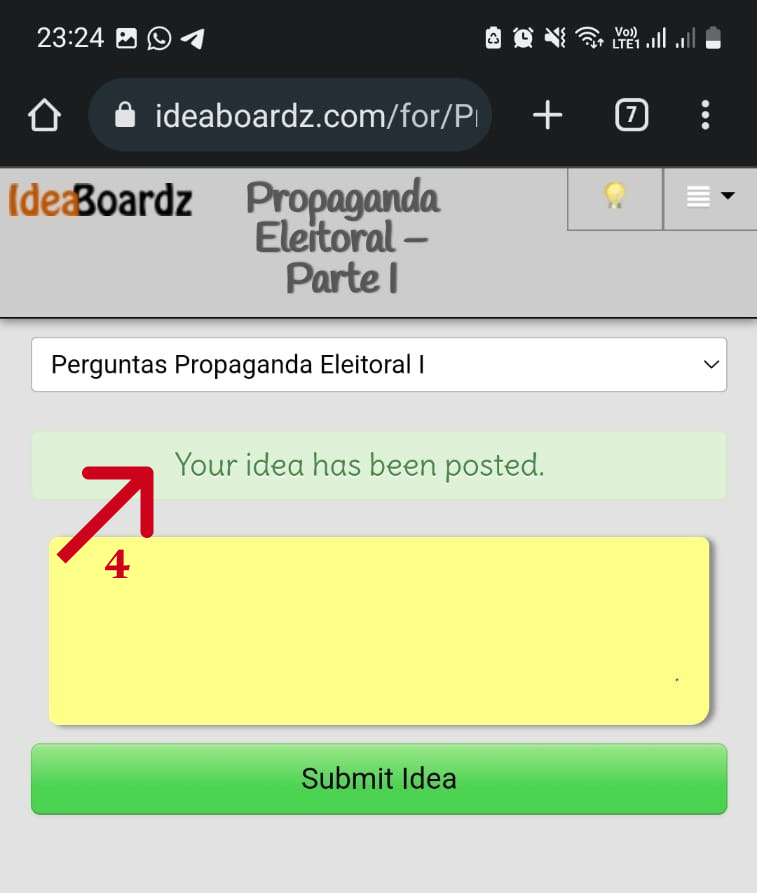 23:24
Vo))
LTE1
ideaboardz.com/for/P
7
IdeaBoardz
Propaganda
Eleitoral –
Parte I
Perguntas Propaganda Eleitoral I
Your idea has been posted.
4
Submit Idea